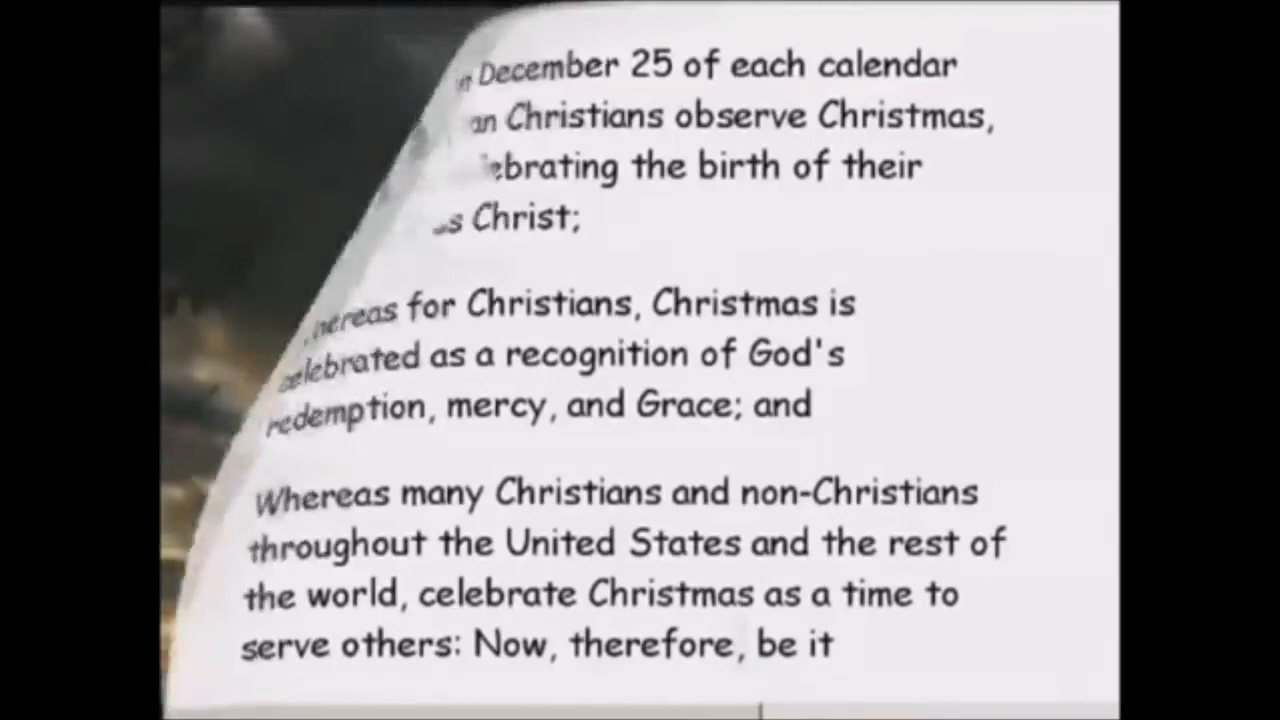 December 25 of each calendar
Christians observe Christmas,
the birth of their
Christ;
for Christians, Christmas is
celebrated as a recognition of God's
redemption, mercy, and Grace; and
Whereas many Christians and non-Christians
throughout the United States and the rest of
the world, celebrate Christmas as a time to
serve others: Now, therefore, be it